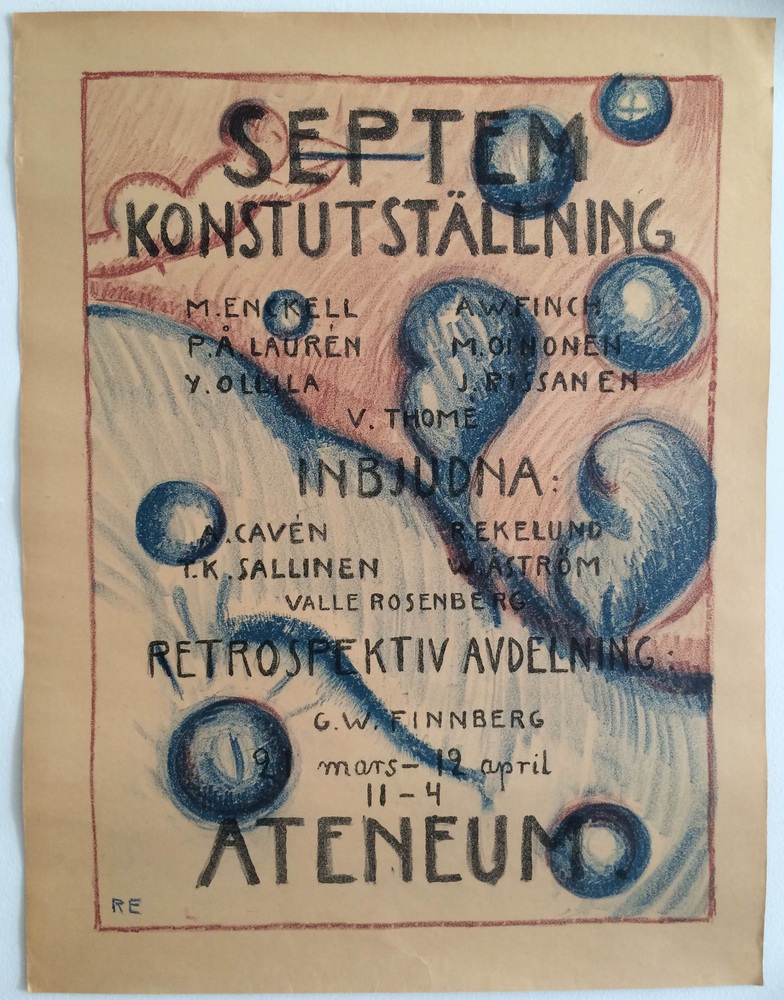 SEPTEM
KONSTUTSTÄLLNING
M. ENCKELL A.W. FINCH
P.Å LAURÉN M. OINONEN
Y. OLLILA J. RISSANEN
V. THOMÉ
INBJUDNA:
A. CAVÉN R. EKELUND
T.K. SALLINEN W. ÅSTRÖM
VALLE ROSENBERG
RETROSPEKTIV AVDELNING:
G.W. FINNBERG
21 mars – 12 april
11 – 4
ATENEUM.
RE